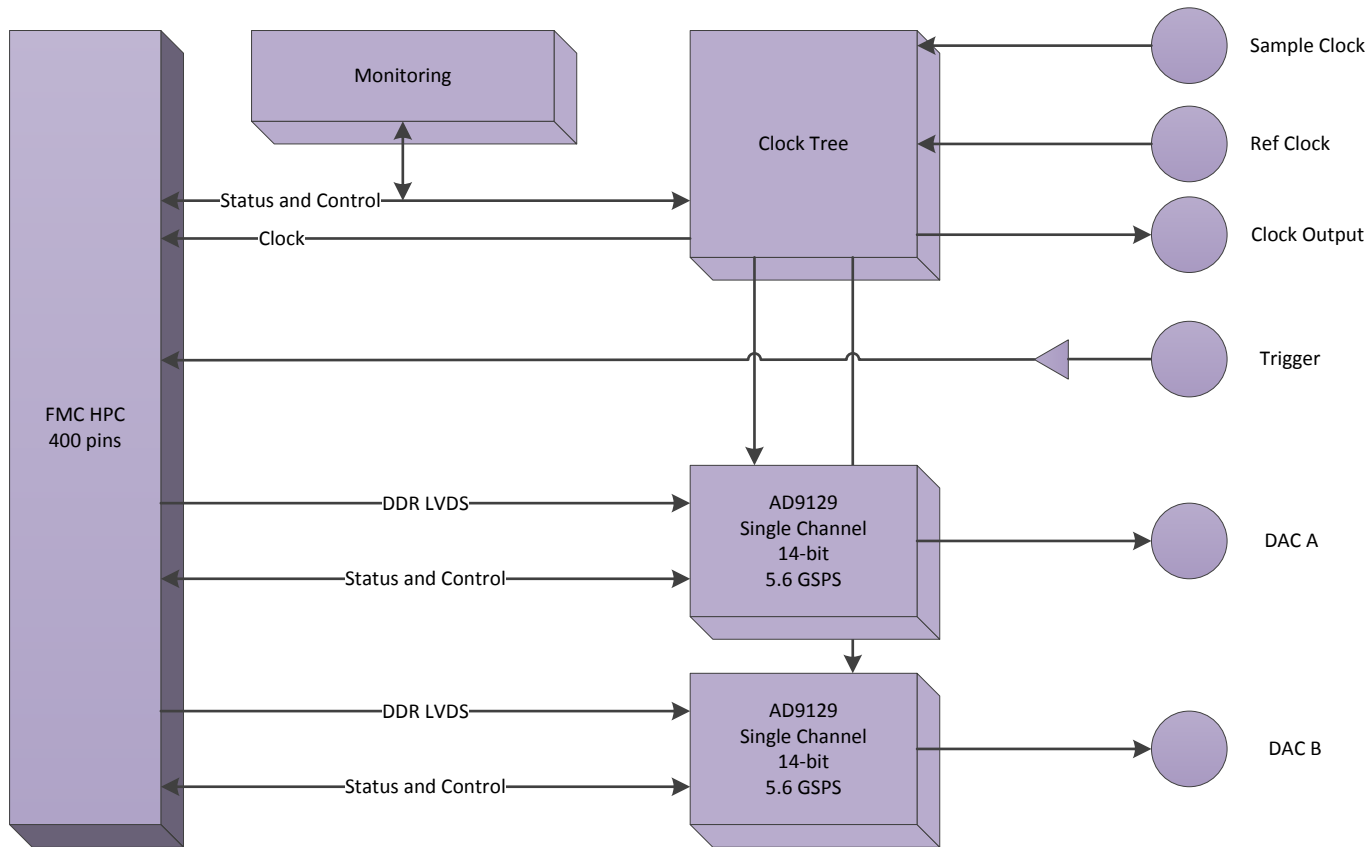 Sample Clock
Monitoring
Clock Tree
Ref Clock
Status and Control
Clock
Clock Output
Trigger
FMC HPC
400 pins
DDR LVDS
AD9129
Single Channel
14-bit
5.6 GSPS
DAC A
Status and Control
DDR LVDS
AD9129
Single Channel
14-bit
5.6 GSPS
DAC B
Status and Control